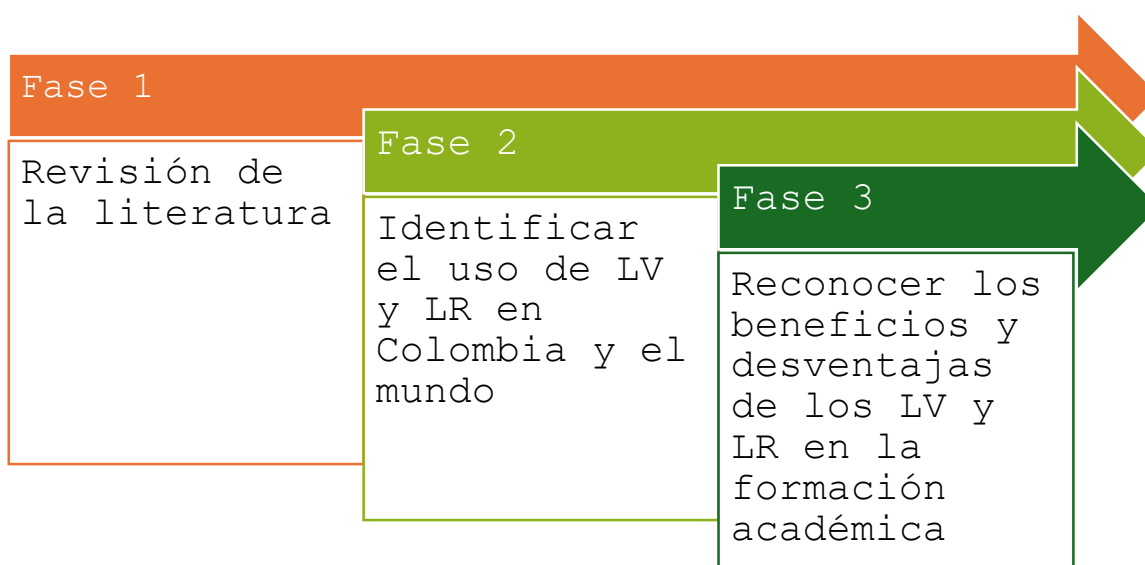 Fase 1
Revisión de
la literatura
Fase 2
Identificar
el uso de LV
y LR en
Colombia y el
mundo
Fase 3
Reconocer los
beneficios y
desventajas
de los LV y
LR en la
formación
académica